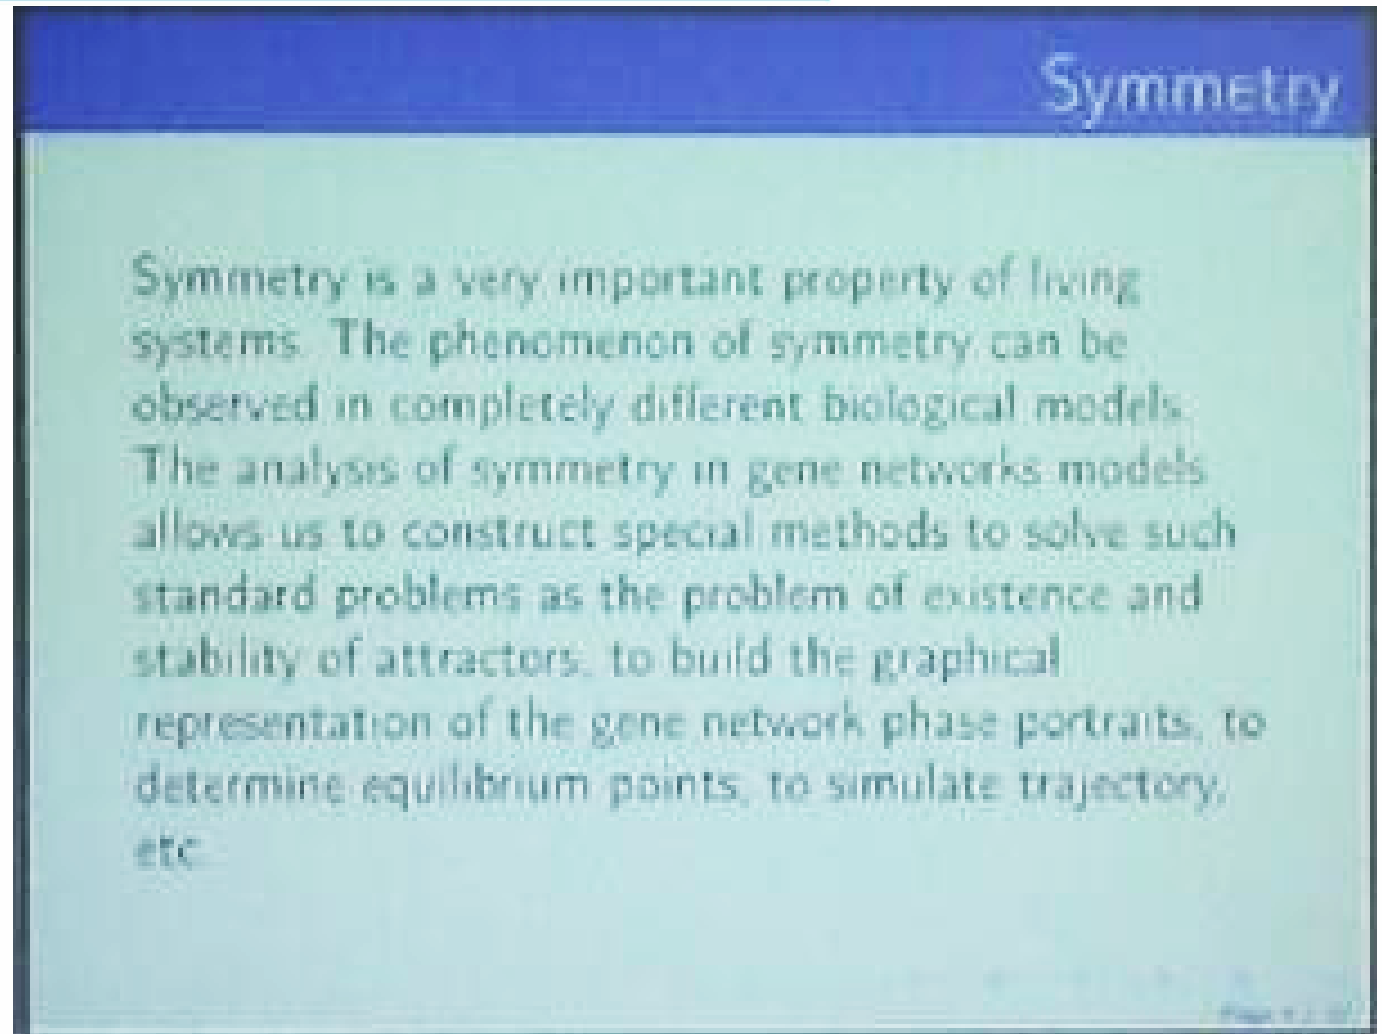 Symmetry
Symmetry is a very important property of living
systems. The phenomenon of symmetry can be
observed in completely different biological models.
The analysis of symmetry in gene networks models
allows us to construct special methods to solve such
standard problems as the problem of existence and
stability of attractors, to build the graphical
representation of the gene network phase portraits, to
determine equilibrium points, to simulate trajectory,
etc.
Page